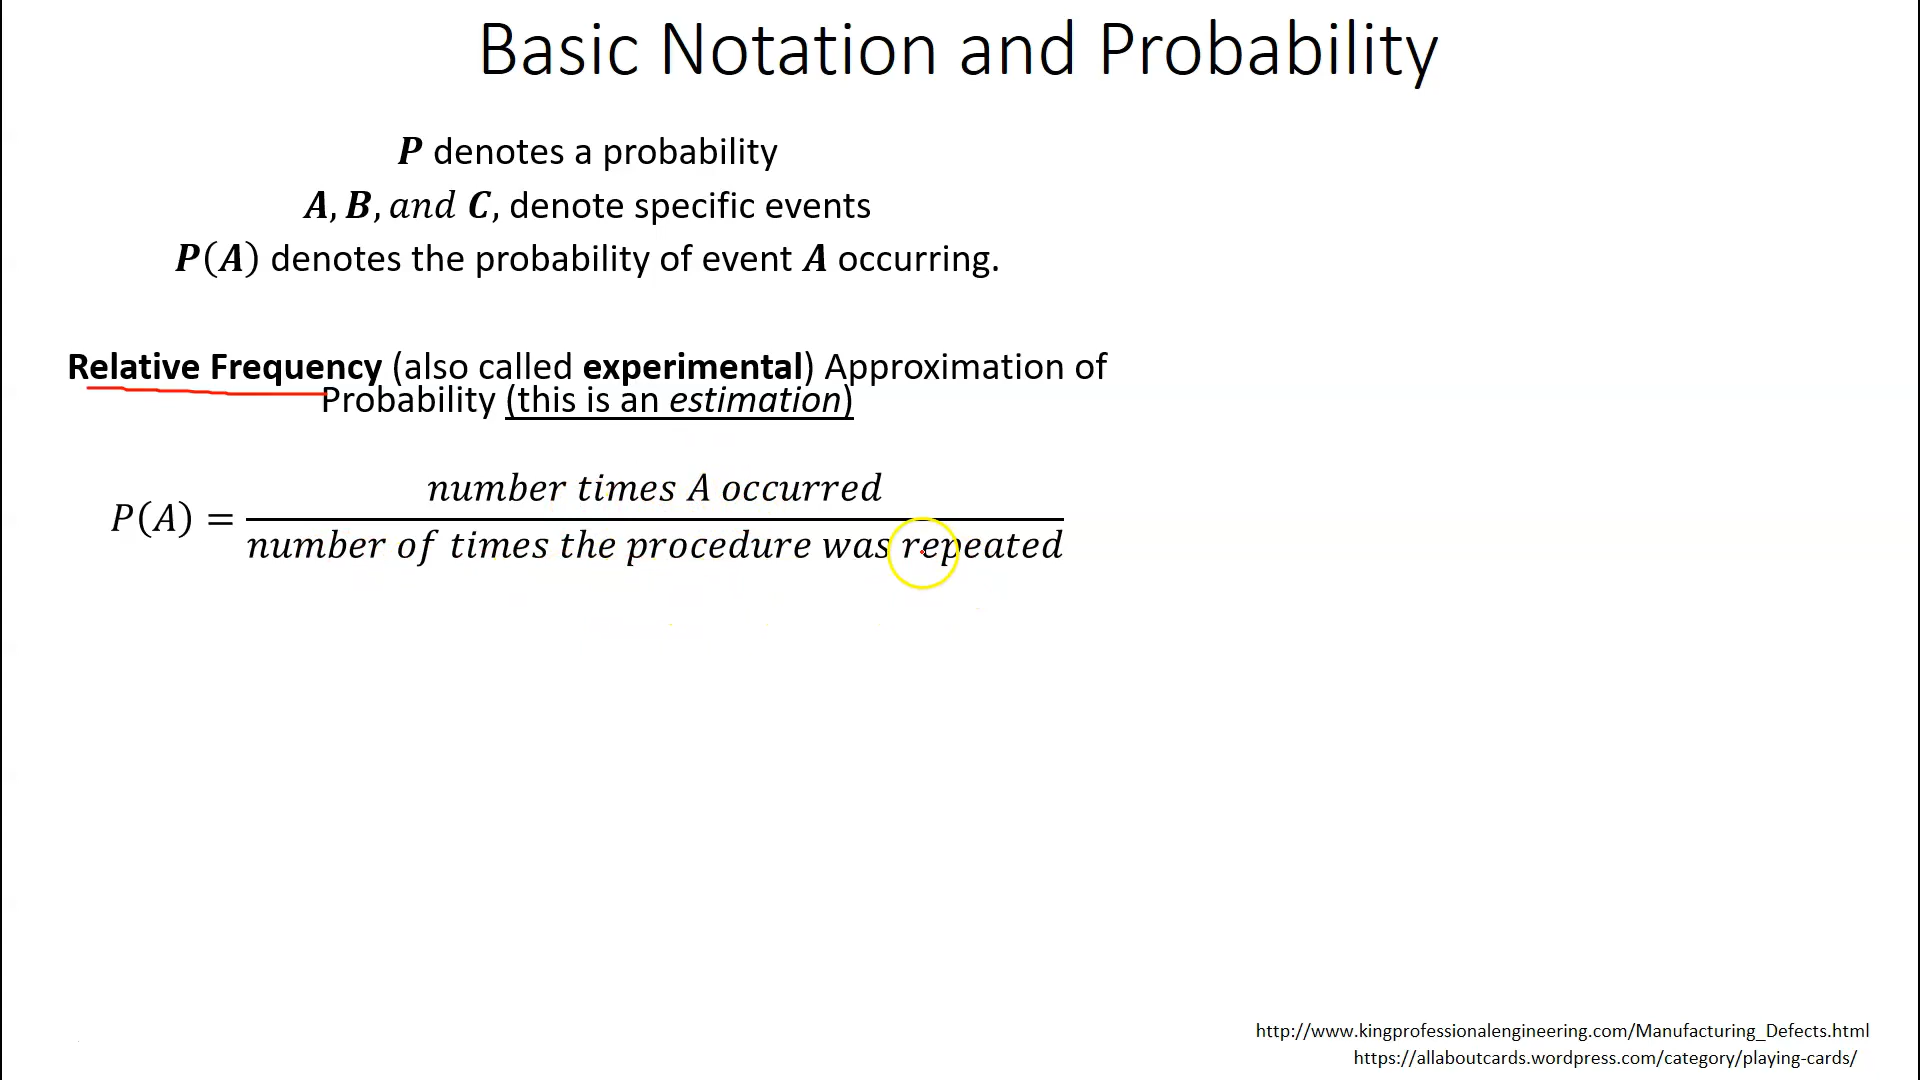 Basic Notation and Probability
P denotes a probability
A, B, and C, denote specific events
P(A) denotes the probability of event A occurring.
Relative Frequency (also called experimental) Approximation of
Probability (this is an estimation)
number times A occurred
P(A) =
number of times the procedure was repeated
http://www.kingprofessionalengineering.com/Manufacturing_Defects.html
https://allaboutcards.wordpress.com/category/playing-cards/